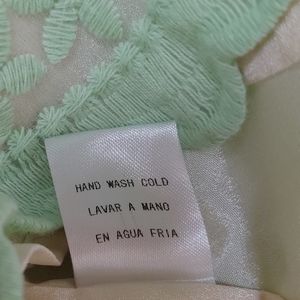 HAND WASH COLD
LAVAR A MANO
EN AGUA FRIA